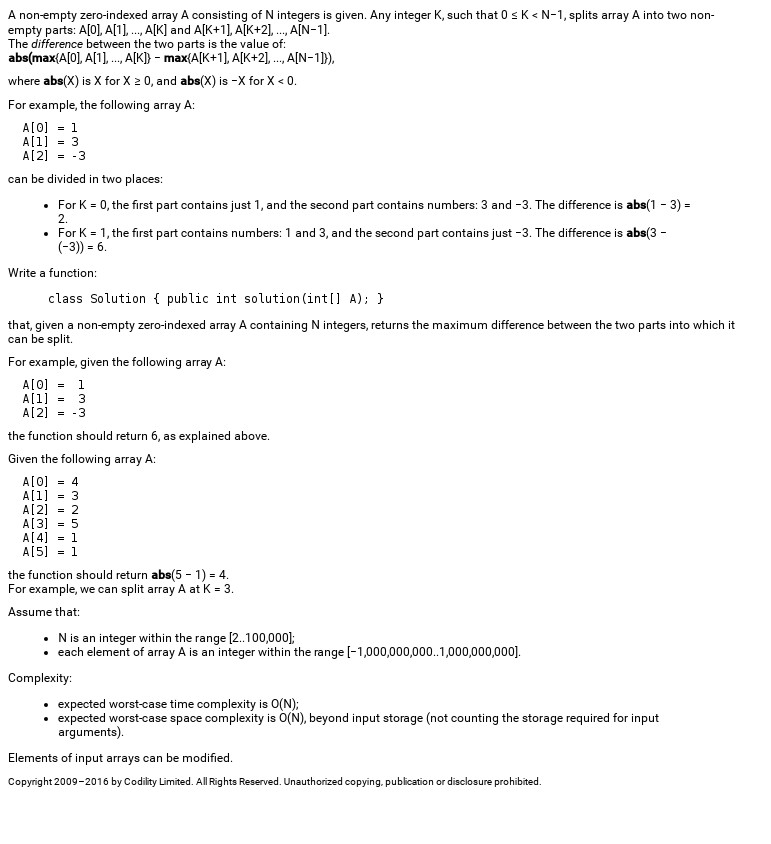 A non-empty zero-indexed array A consisting of N integers is given. Any integer K, such that 0 ≤ K < N−1, splits array A into two non-
empty parts: A[0], A[1], ..., A[K] and A[K+1], A[K+2], ..., A[N−1].
The difference between the two parts is the value of:
abs(max{A[0], A[1], ..., A[K]} − max{A[K+1], A[K+2], ..., A[N−1]}),
where abs(X) is X for X ≥ 0, and abs(X) is −X for X < 0.
For example, the following array A:
A[0] = 1
A[1] = 3
A[2] = -3
can be divided in two places:
• For K = 0, the first part contains just 1, and the second part contains numbers: 3 and −3. The difference is abs(1 − 3) =
2.
• For K = 1, the first part contains numbers: 1 and 3, and the second part contains just −3. The difference is abs(3 −
(−3)) = 6.
Write a function:
class Solution { public int solution(int[] A); }
that, given a non-empty zero-indexed array A containing N integers, returns the maximum difference between the two parts into which it
can be split.
For example, given the following array A:
A[0] =  1
A[1] =  3
A[2] = -3
the function should return 6, as explained above.
Given the following array A:
A[0] = 4
A[1] = 3
A[2] = 2
A[3] = 5
A[4] = 1
A[5] = 1
the function should return abs(5 − 1) = 4.
For example, we can split array A at K = 3.
Assume that:
• N is an integer within the range [2..100,000];
• each element of array A is an integer within the range [−1,000,000,000..1,000,000,000].
Complexity:
• expected worst-case time complexity is O(N);
• expected worst-case space complexity is O(N), beyond input storage (not counting the storage required for input
arguments).
Elements of input arrays can be modified.
Copyright 2009–2016 by Codility Limited. All Rights Reserved. Unauthorized copying, publication or disclosure prohibited.